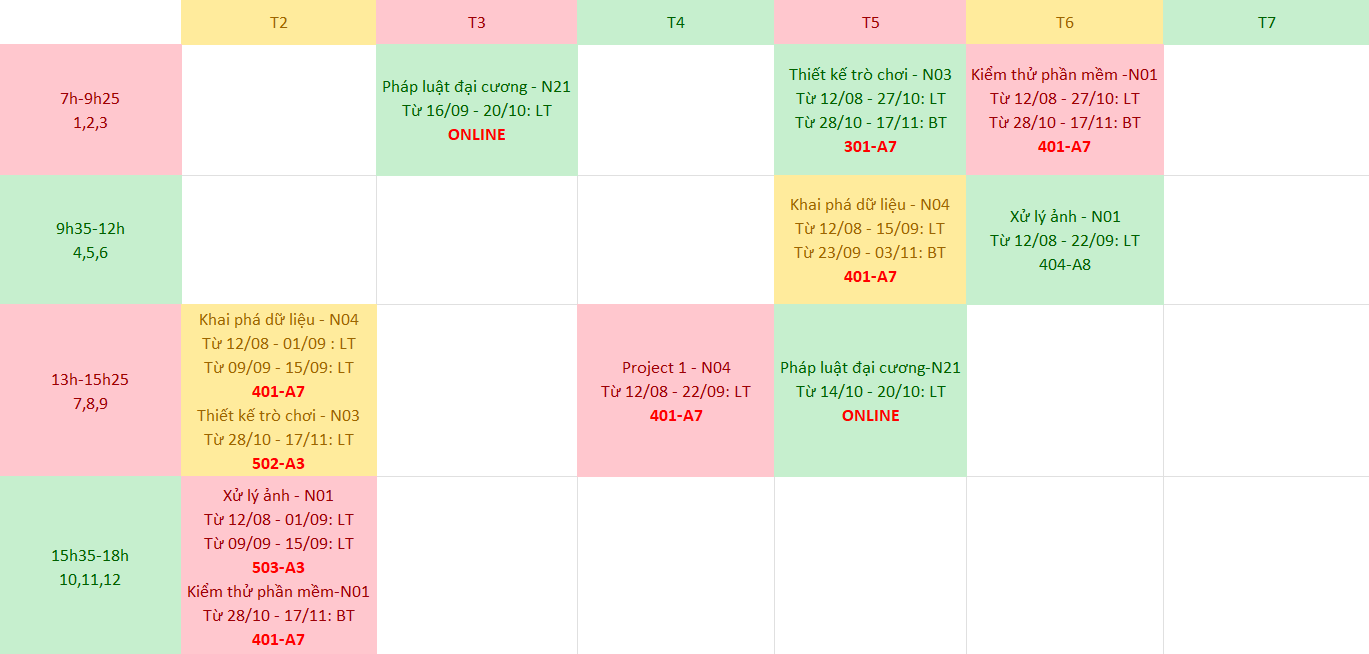 T2
T3
T4
T5
T6
T7
7h-9h25
1,2,3
Pháp luật đại cương - N21
Từ 16/09 - 20/10: LT
ONLINE
Thiết kế trò chơi - N03
Từ 12/08 - 27/10: LT
Từ 28/10 - 17/11: BT
301-A7
Kiểm thử phần mềm -N01
Từ 12/08 - 27/10: LT
Từ 28/10 - 17/11: BT
401-A7
9h35-12h
4,5,6
Khai phá dữ liệu - N04
Từ 12/08 - 15/09: LT
Từ 23/09 - 03/11: BT
401-A7
Xử lý ảnh - N01
Từ 12/08 - 22/09: LT
404-A8
13h-15h25
7,8,9
Khai phá dữ liệu - N04
Từ 12/08 - 01/09 : LT
Từ 09/09 - 15/09: LT
401-A7
Thiết kế trò chơi - N03
Từ 28/10 - 17/11: LT
502-A3
Project 1 - N04
Từ 12/08 - 22/09: LT
401-A7
Pháp luật đại cương-N21
Từ 14/10 - 20/10: LT
ONLINE
15h35-18h
10,11,12
Xử lý ảnh - N01
Từ 12/08 - 01/09: LT
Từ 09/09 - 15/09: LT
503-A3
Kiểm thử phần mềm-N01
Từ 28/10 - 17/11: BT
401-A7